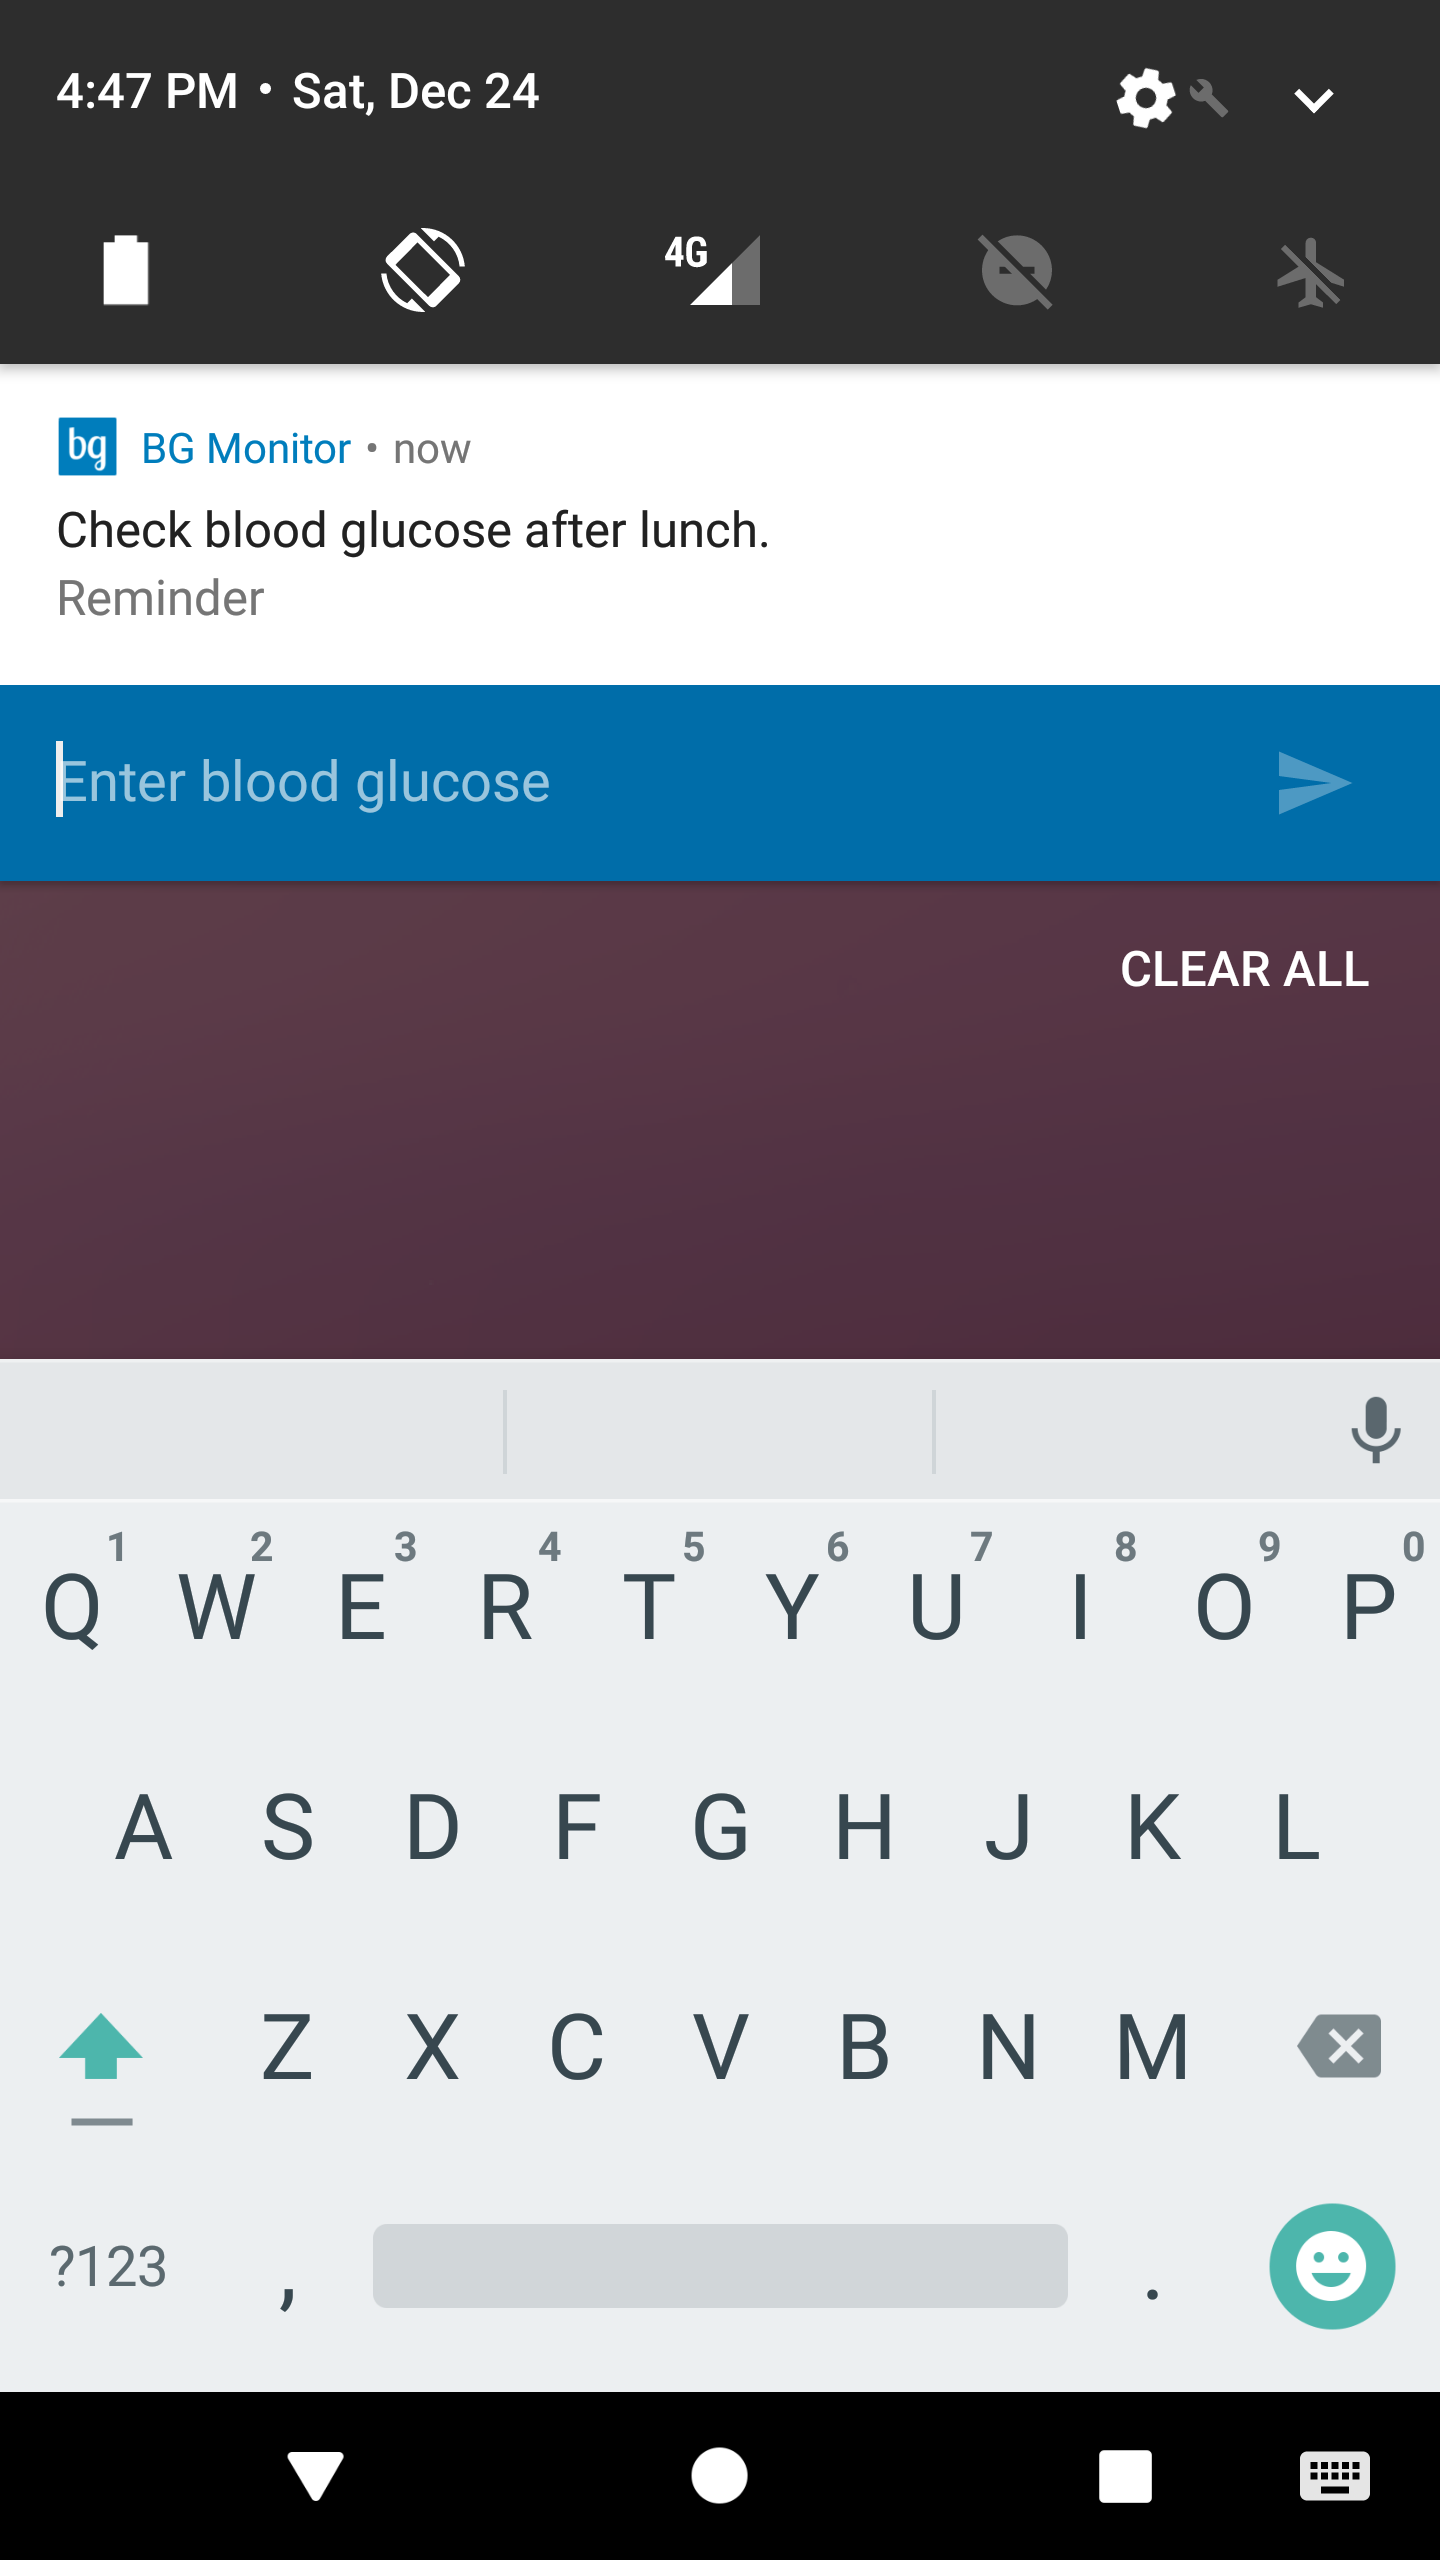 4:47 PM • Sat, Dec 24
4G
bg BG Monitor • now
Check blood glucose after lunch.
Reminder
Enter blood glucose
CLEAR ALL
1 2 3 4 5 6 7 8 9 0
Q W E R T Y U I O P
A S D F G H J K L
Z X C V B N M
?123 , .